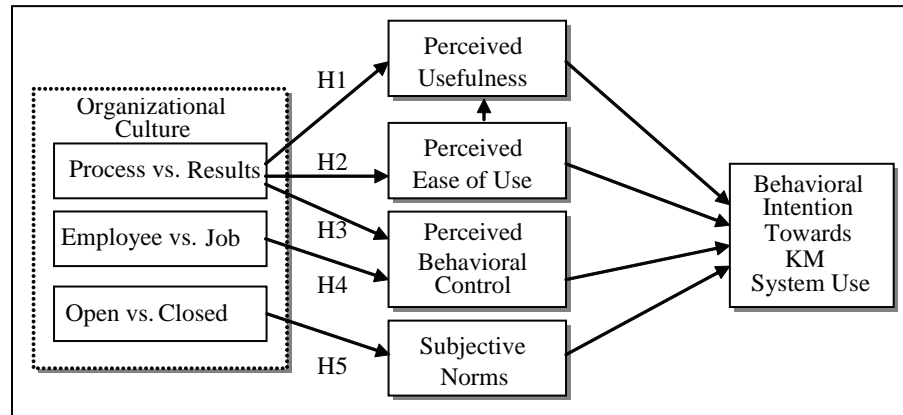 Organizational
Culture
Process vs. Results
Employee vs. Job
Open vs. Closed
H1
H2
H3
H4
H5
Perceived
Usefulness
Perceived
Ease of Use
Perceived
Behavioral
Control
Subjective
Norms
Behavioral
Intention
Towards
KM
System Use